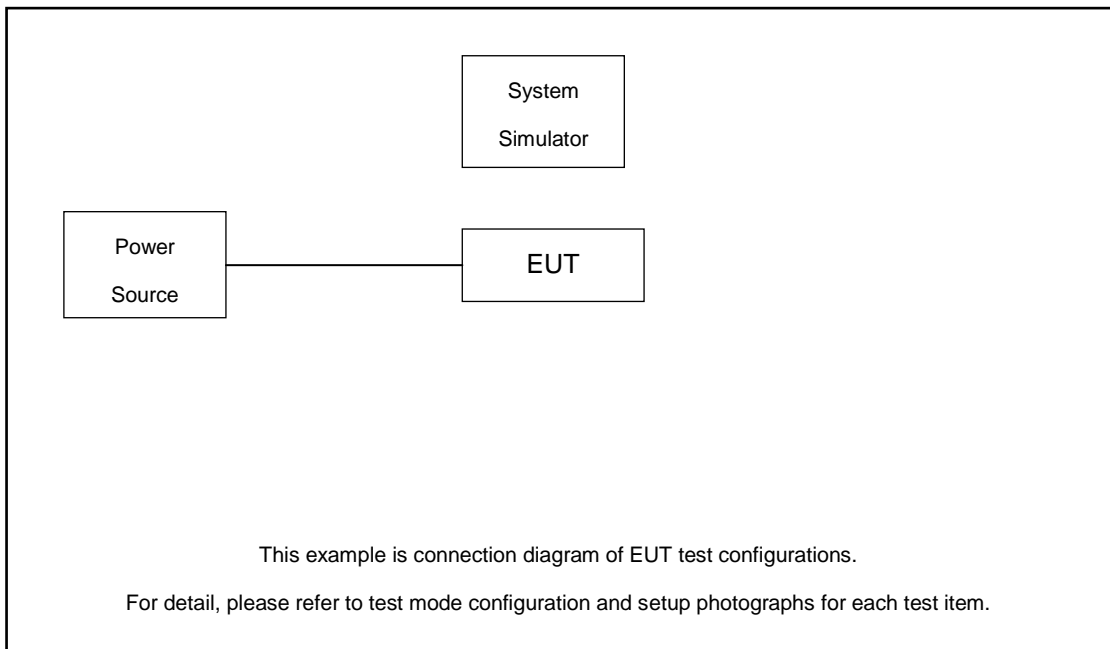 System
Simulator
Power
Source
EUT
This example is connection diagram of EUT test configurations.
For detail, please refer to test mode configuration and setup photographs for each test item.